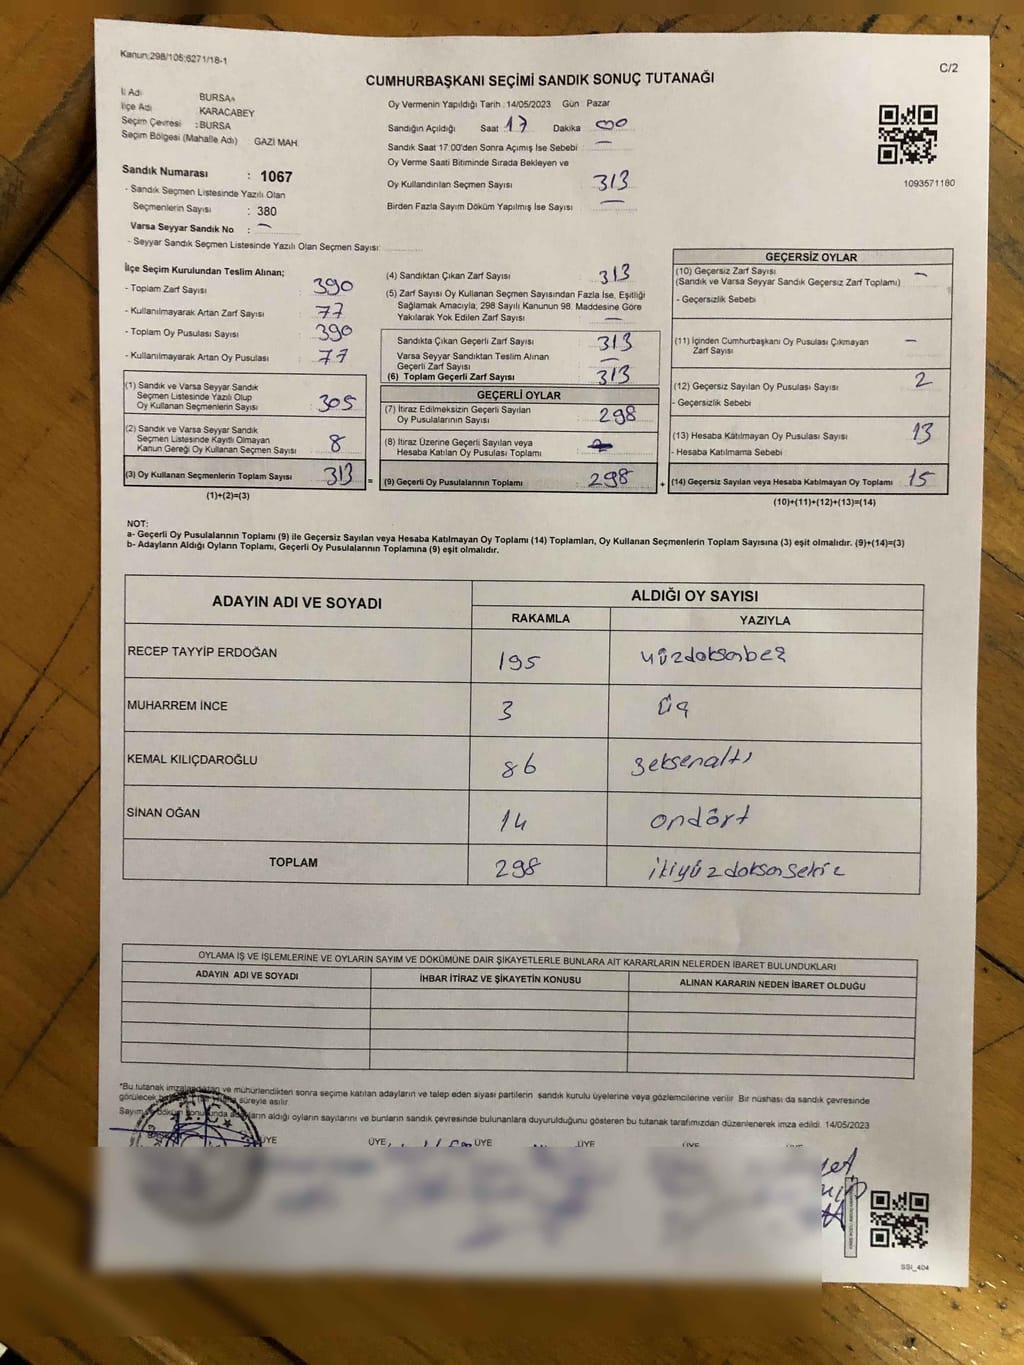 Kanun:298/105;6271/18-1
C/2
CUMHURBAŞKANI SEÇİMİ SANDIK SONUÇ TUTANAĞI
İl Adı BURSA
İlçe Adı KARACABEY
Seçim Çevresi : BURSA
Seçim Bölgesi (Mahalle Adı) GAZİ MAH.
Sandık Numarası : 1067
- Sandık Seçmen Listesinde Yazılı Olan
Seçmenlerin Sayısı : 380
Varsa Seyyar Sandık No : —
- Seyyar Sandık Seçmen Listesinde Yazılı Olan Seçmen Sayısı:
Oy Vermenin Yapıldığı Tarih : 14/05/2023 Gün Pazar
Sandığın Açıldığı Saat 17 Dakika 00
Sandık Saat 17:00'den Sonra Açımış İse Sebebi —
Oy Verme Saati Bitiminde Sırada Bekleyen ve
Oy Kullandırılan Seçmen Sayısı 313
Birden Fazla Sayım Döküm Yapılmış İse Sayısı —
1093571180
İlçe Seçim Kurulundan Teslim Alınan;
- Toplam Zarf Sayısı : 390
- Kullanılmayarak Artan Zarf Sayısı : 77
- Toplam Oy Pusulası Sayısı : 390
- Kullanılmayarak Artan Oy Pusulası : 77
(1) Sandık ve Varsa Seyyar Sandık
Seçmen Listesinde Yazılı Olup
Oy Kullanan Seçmenlerin Sayısı : 305
(2) Sandık ve Varsa Seyyar Sandık
Seçmen Listesinde Kayıtlı Olmayan
Kanun Gereği Oy Kullanan Seçmen Sayısı : 8
(3) Oy Kullanan Seçmenlerin Toplam Sayısı : 313 =
(1)+(2)=(3)
(4) Sandıktan Çıkan Zarf Sayısı : 313
(5) Zarf Sayısı Oy Kullanan Seçmen Sayısından Fazla İse, Eşitliği
Sağlamak Amacıyla; 298 Sayılı Kanunun 98. Maddesine Göre
Yakılarak Yok Edilen Zarf Sayısı : —
Sandıkta Çıkan Geçerli Zarf Sayısı : 313
Varsa Seyyar Sandıktan Teslim Alınan
Geçerli Zarf Sayısı : —
(6) Toplam Geçerli Zarf Sayısı : 313
GEÇERLİ OYLAR
(7) İtiraz Edilmeksizin Geçerli Sayılan
Oy Pusulalarının Sayısı : 298
(8) İtiraz Üzerine Geçerli Sayılan veya
Hesaba Katılan Oy Pusulası Toplamı :
(9) Geçerli Oy Pusulalarının Toplamı : 298 +
GEÇERSİZ OYLAR
(10) Geçersiz Zarf Sayısı : —
(Sandık ve Varsa Seyyar Sandık Geçersiz Zarf Toplamı)
- Geçersizlik Sebebi
(11) İçinden Cumhurbaşkanı Oy Pusulası Çıkmayan —
Zarf Sayısı
(12) Geçersiz Sayılan Oy Pusulası Sayısı : 2
- Geçersizlik Sebebi
(13) Hesaba Katılmayan Oy Pusulası Sayısı : 13
- Hesaba Katılmama Sebebi
(14) Geçersiz Sayılan veya Hesaba Katılmayan Oy Toplamı : 15
(10)+(11)+(12)+(13)=(14)
NOT:
a- Geçerli Oy Pusulalarının Toplamı (9) ile Geçersiz Sayılan veya Hesaba Katılmayan Oy Toplamı (14) Toplamları, Oy Kullanan Seçmenlerin Toplam Sayısına (3) eşit olmalıdır. (9)+(14)=(3)
b- Adayların Aldığı Oyların Toplamı, Geçerli Oy Pusulalarının Toplamına (9) eşit olmalıdır.
ADAYIN ADI VE SOYADI ALDIĞI OY SAYISI
RAKAMLA YAZIYLA
RECEP TAYYİP ERDOĞAN 195 yüzdoksanbeş
MUHARREM İNCE 3 üç
KEMAL KILIÇDAROĞLU 86 seksenaltı
SİNAN OĞAN 14 ondört
TOPLAM 298 ikiyüzdoksansekiz
OYLAMA İŞ VE İŞLEMLERİNE VE OYLARIN SAYIM VE DÖKÜMÜNE DAİR ŞİKAYETLERLE BUNLARA AİT KARARLARIN NELERDEN İBARET BULUNDUKLARI
ADAYIN ADI VE SOYADI İHBAR İTİRAZ VE ŞİKAYETİN KONUSU ALINAN KARARIN NEDEN İBARET OLDUĞU
*Bu tutanak imzalandıktan ve mühürlendikten sonra seçime katılan adayların ve talep eden siyasi partilerin sandık kurulu üyelerine veya gözlemcilerine verilir. Bir nüshası da sandık çevresinde
görülecek süreyle asılır.
Sayım ve döküm sonunda adayların aldığı oyların sayılarını ve bunların sandık çevresinde bulunanlara duyurulduğunu gösteren bu tutanak tarafımızdan düzenlenerek imza edildi. 14/05/2023
T.C.
ÜYE ÜYE ÜYE ÜYE ÜYE ÜYE
SSİ_404